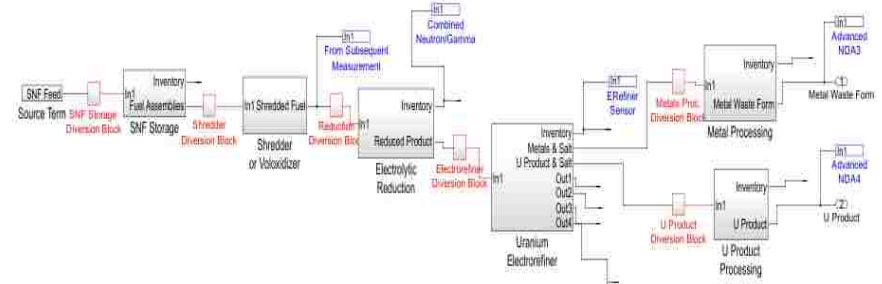 SNF Feed
Source Term
SNF Storage
Diversion Block
In1
Inventory
Fuel Assemblies
SNF Storage
Shredder
Diversion Block
In1 Shredded Fuel
Shredder
or Voloxidizer
In1
From Subsequent
Measurement
Reduction
Diversion Block
In1
Combined
Neutron/Gamma
In1
Inventory
Reduced Product
Electrolytic
Reduction
Electrorefiner
Diversion Block
In1
ERefiner
Sensor
In1
Inventory
Metals & Salt
U Product & Salt
Out1
Out2
Out3
Out4
Uranium
Electrorefiner
Metals Proc.
Diversion Block
In1
Inventory
Metal Waste Form
Metal Processing
In1
Advanced
NDA3
1
Metal Waste Form
U Product
Diversion Block
In1
Inventory
U Product
U Product
Processing
In1
Advanced
NDA4
2
U Product